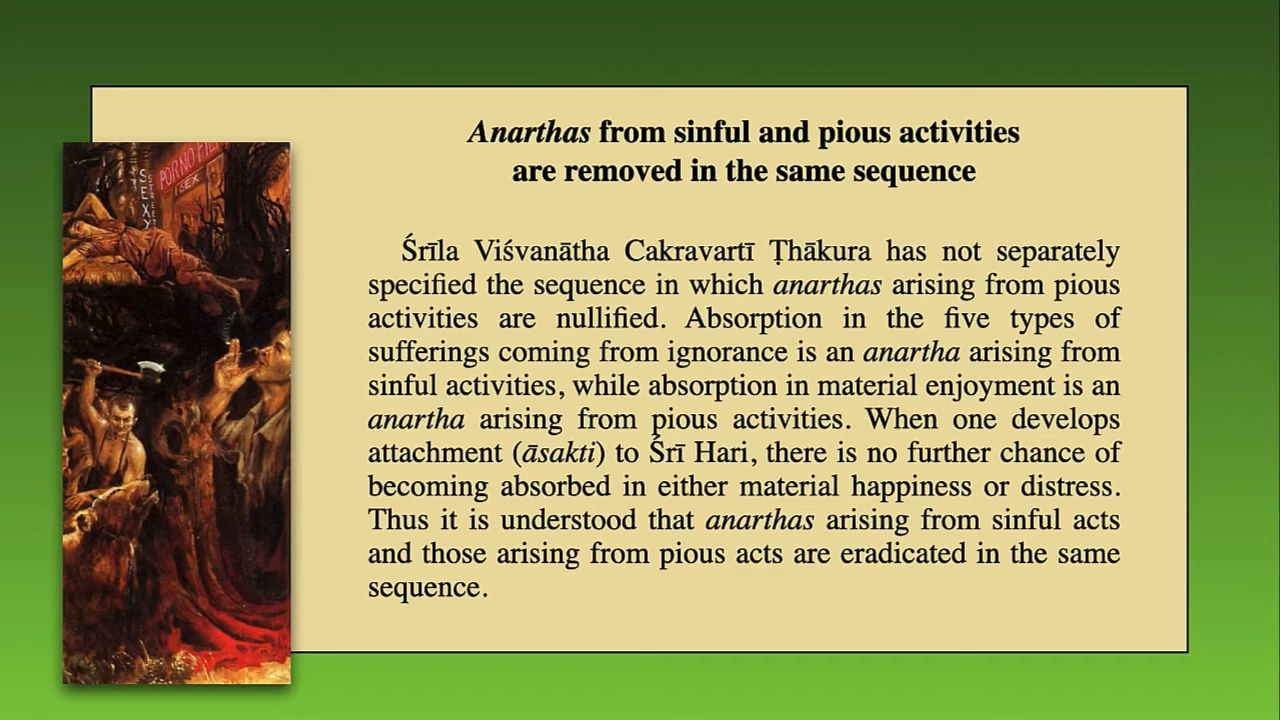 PORNO FIL
SEX
SEXY
STREET
Anarthas from sinful and pious activities
are removed in the same sequence
Śrīla Viśvanātha Cakravartī Ṭhākura has not separately
specified the sequence in which anarthas arising from pious
activities are nullified. Absorption in the five types of
sufferings coming from ignorance is an anartha arising from
sinful activities, while absorption in material enjoyment is an
anartha arising from pious activities. When one develops
attachment (āsakti) to Śrī Hari, there is no further chance of
becoming absorbed in either material happiness or distress.
Thus it is understood that anarthas arising from sinful acts
and those arising from pious acts are eradicated in the same
sequence.